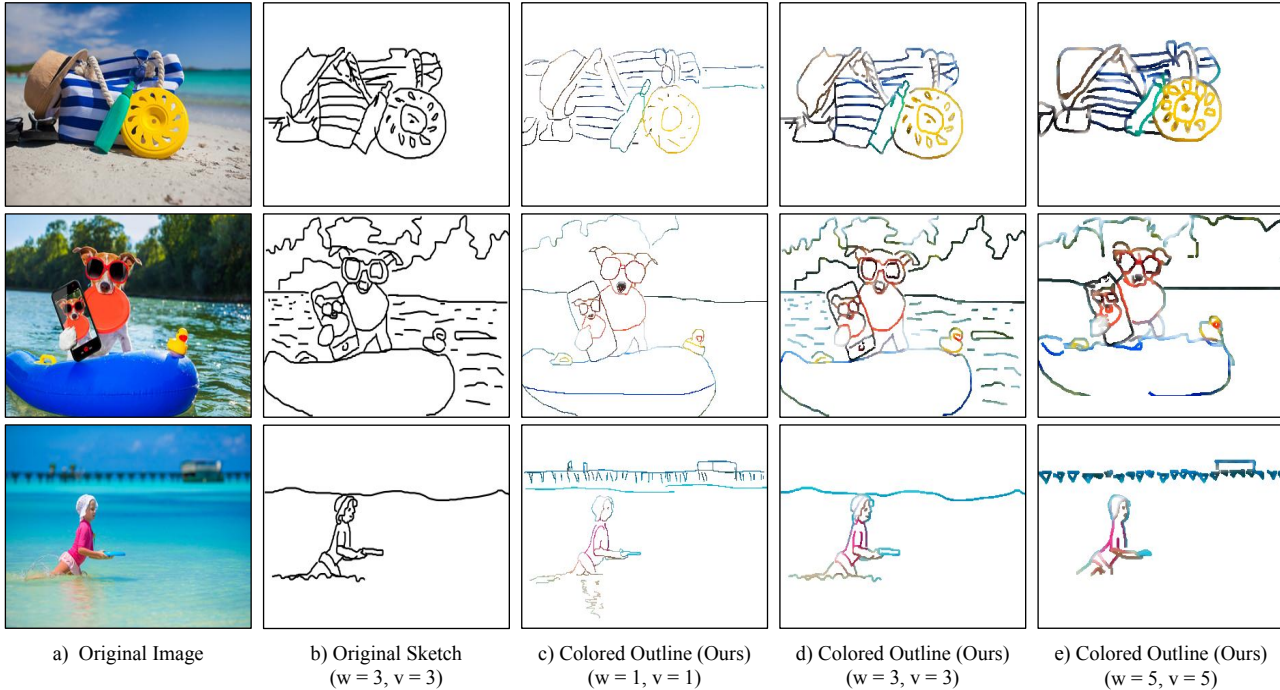 a) Original Image
b) Original Sketch
(w = 3, v = 3)
c) Colored Outline (Ours)
(w = 1, v = 1)
d) Colored Outline (Ours)
(w = 3, v = 3)
e) Colored Outline (Ours)
(w = 5, v = 5)